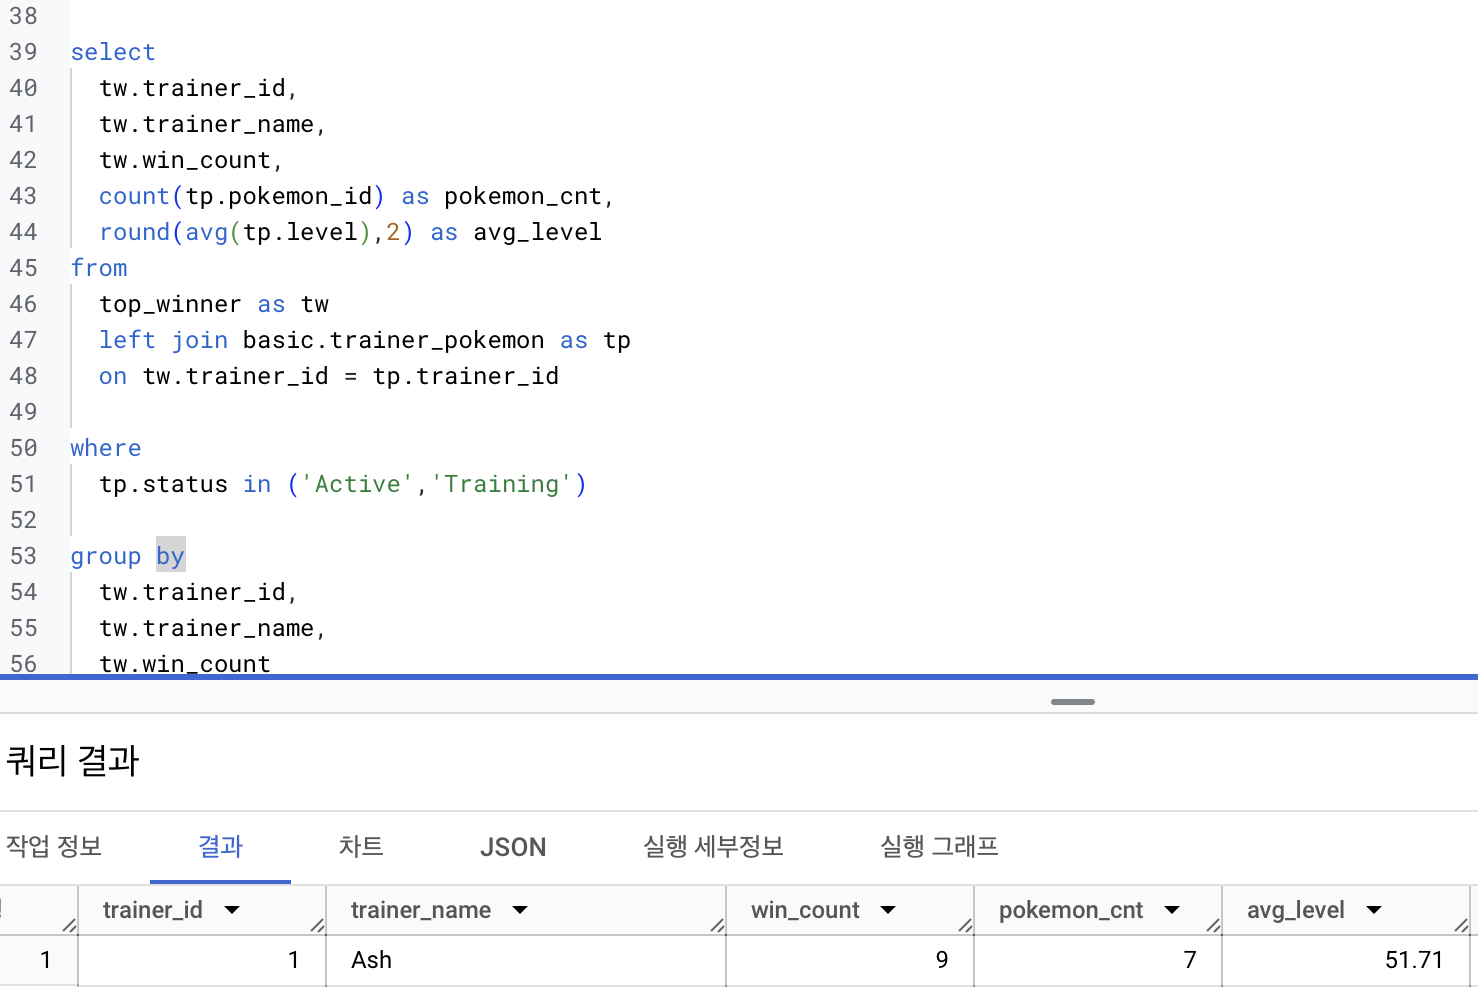 38
39 select
40 tw.trainer_id,
41 tw.trainer_name,
42 tw.win_count,
43 count(tp.pokemon_id) as pokemon_cnt,
44 round(avg(tp.level),2) as avg_level
45 from
46 top_winner as tw
47 left join basic.trainer_pokemon as tp
48 on tw.trainer_id = tp.trainer_id
49
50 where
51 tp.status in ('Active','Training')
52
53 group by
54 tw.trainer_id,
55 tw.trainer_name,
56 tw.win_count
쿼리 결과
작업 정보 결과 차트 JSON 실행 세부정보 실행 그래프
trainer_id trainer_name win_count pokemon_cnt avg_level
1 1 Ash 9 7 51.71